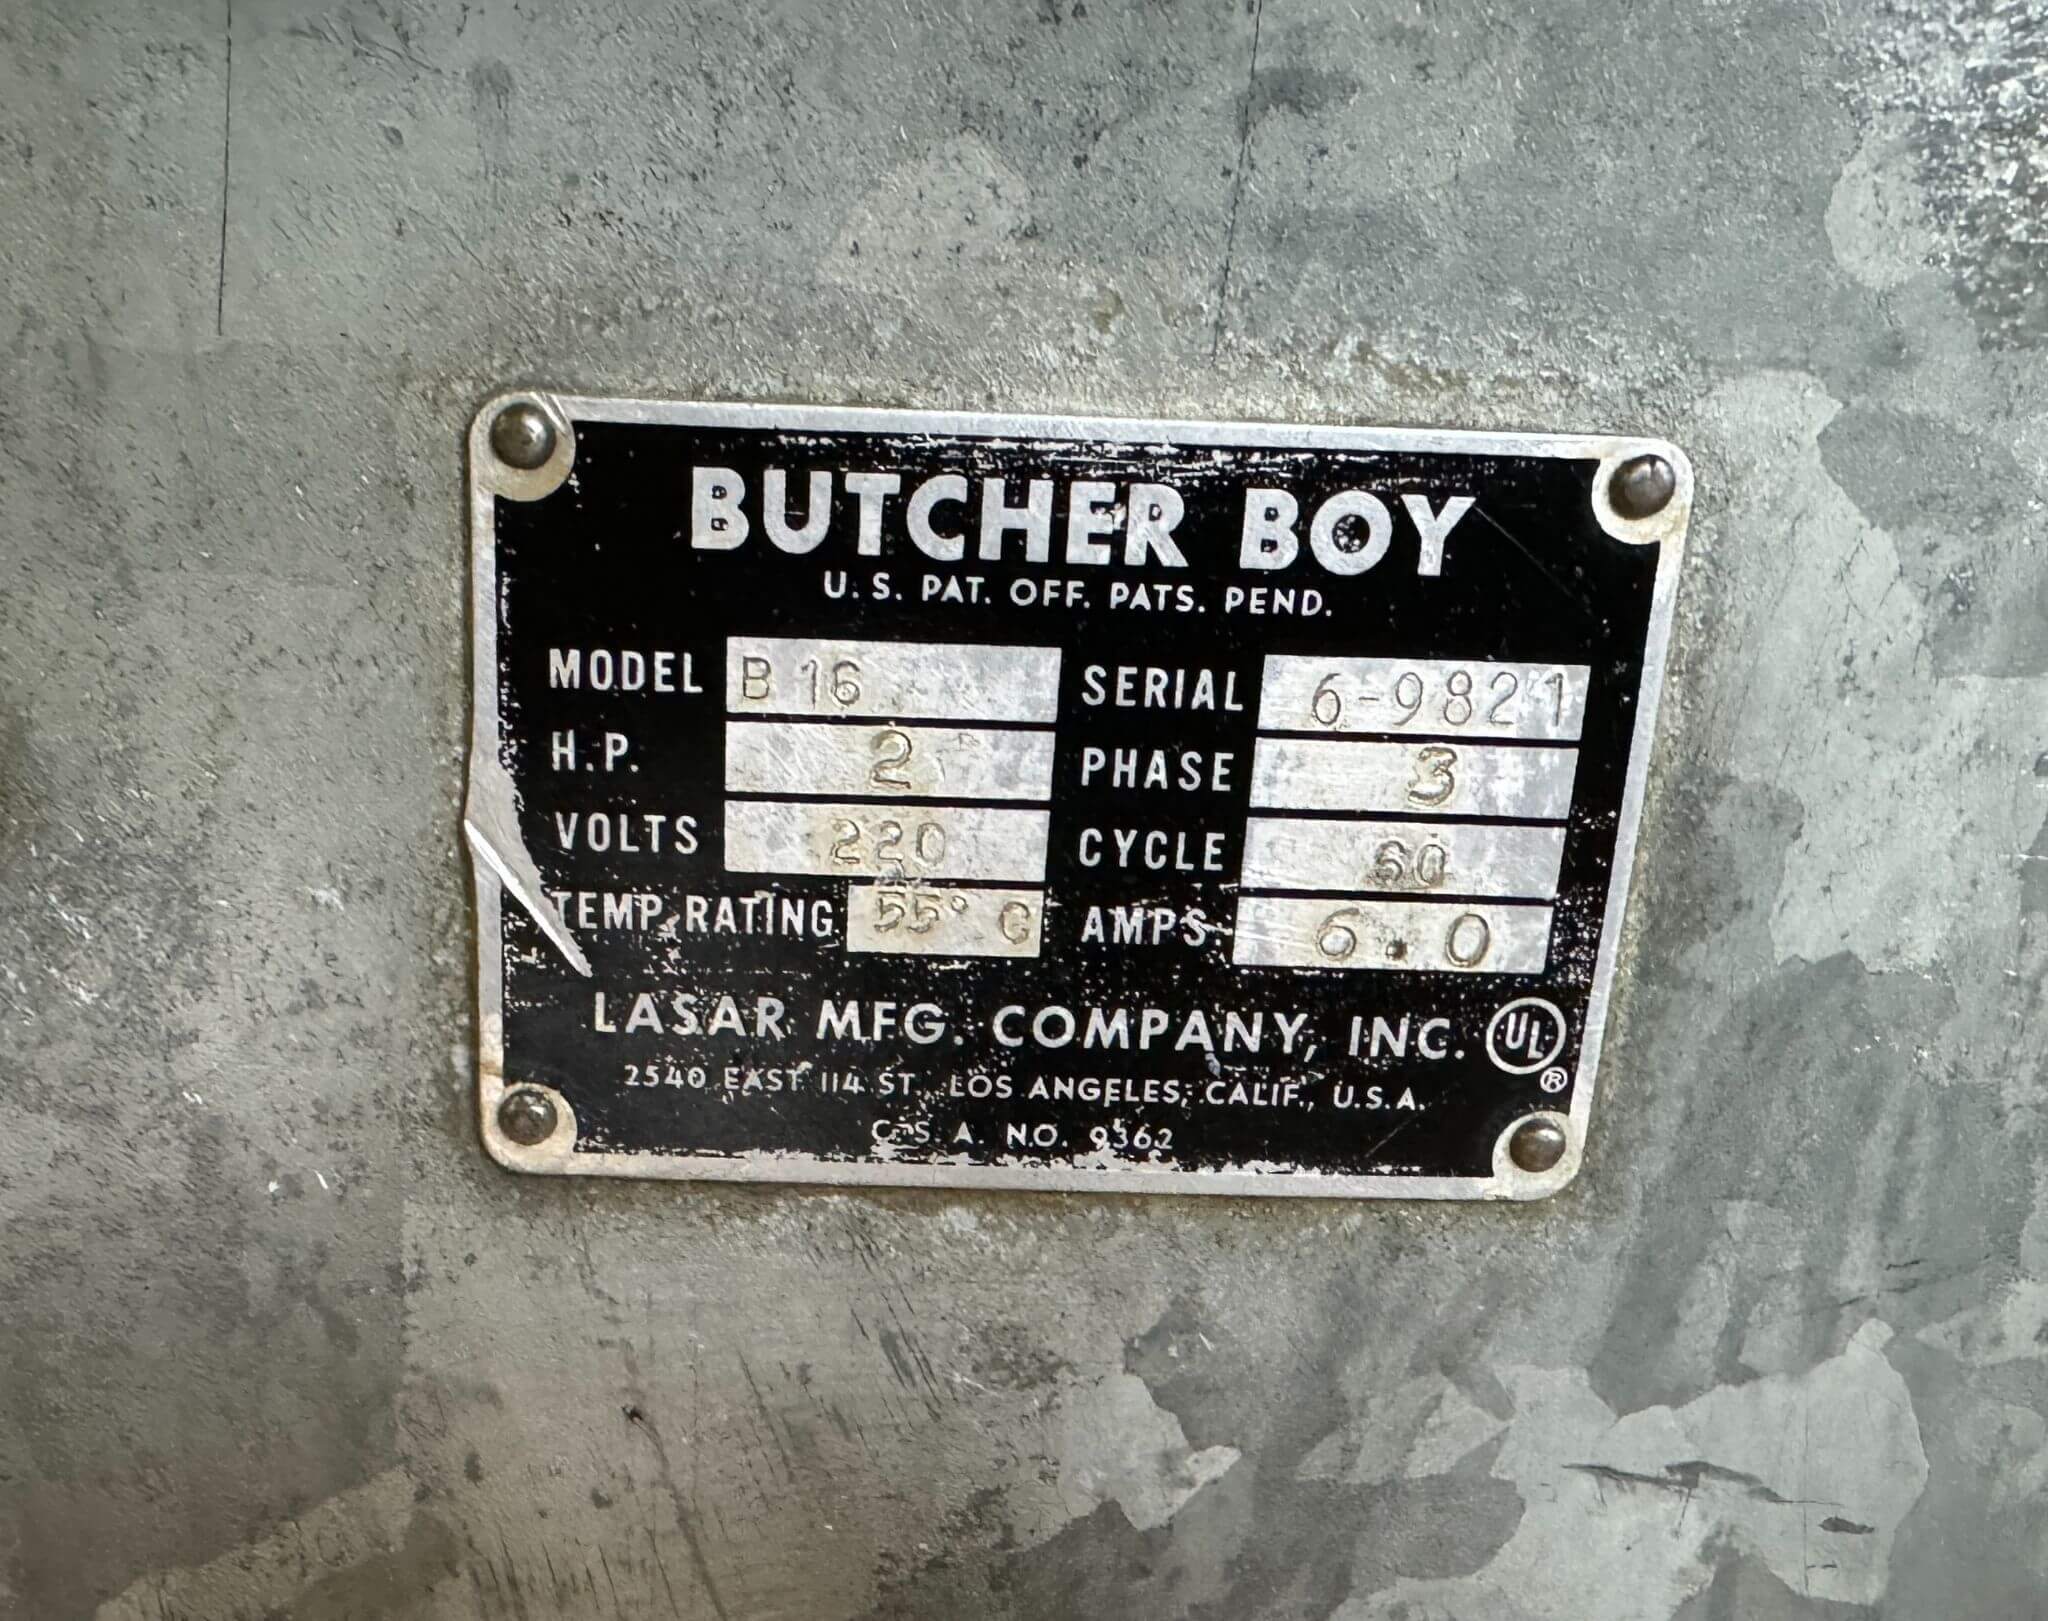 BUTCHER BOY
U. S. PAT. OFF. PATS. PEND.
MODEL B 16 SERIAL 6-9821
H.P. 2 PHASE 3
VOLTS 220 CYCLE 60
TEMP. RATING 55° C AMPS. 6.0
LASAR MFG. COMPANY, INC. UL ®
2540 EAST 114 ST. LOS ANGELES, CALIF., U.S.A.
C. S. A. NO. 9362